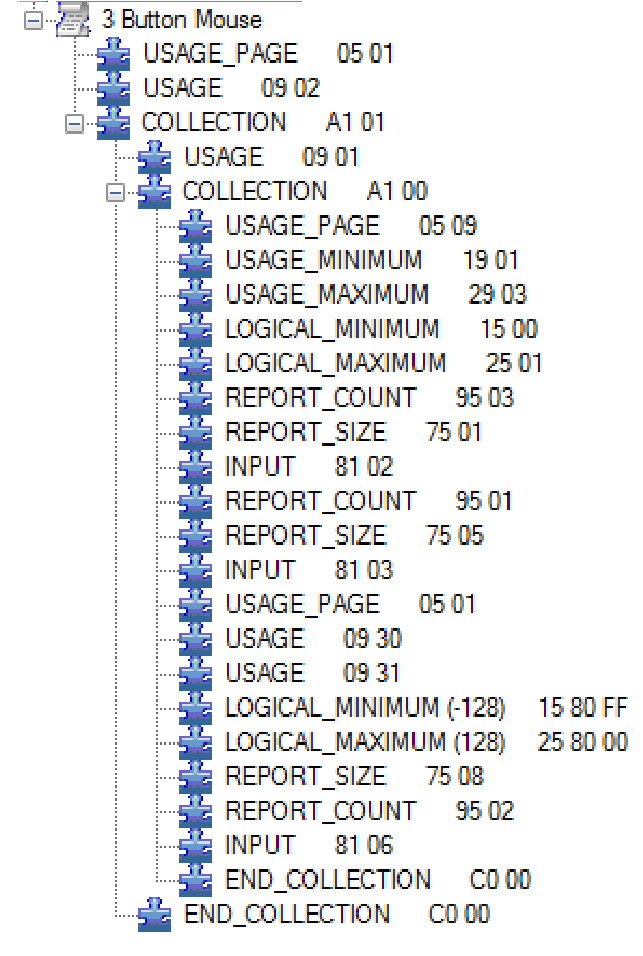 3 Button Mouse
USAGE_PAGE 05 01
USAGE 09 02
COLLECTION A1 01
USAGE 09 01
COLLECTION A1 00
USAGE_PAGE 05 09
USAGE_MINIMUM 19 01
USAGE_MAXIMUM 29 03
LOGICAL_MINIMUM 15 00
LOGICAL_MAXIMUM 25 01
REPORT_COUNT 95 03
REPORT_SIZE 75 01
INPUT 81 02
REPORT_COUNT 95 01
REPORT_SIZE 75 05
INPUT 81 03
USAGE_PAGE 05 01
USAGE 09 30
USAGE 09 31
LOGICAL_MINIMUM (-128) 15 80 FF
LOGICAL_MAXIMUM (128) 25 80 00
REPORT_SIZE 75 08
REPORT_COUNT 95 02
INPUT 81 06
END_COLLECTION C0 00
END_COLLECTION C0 00